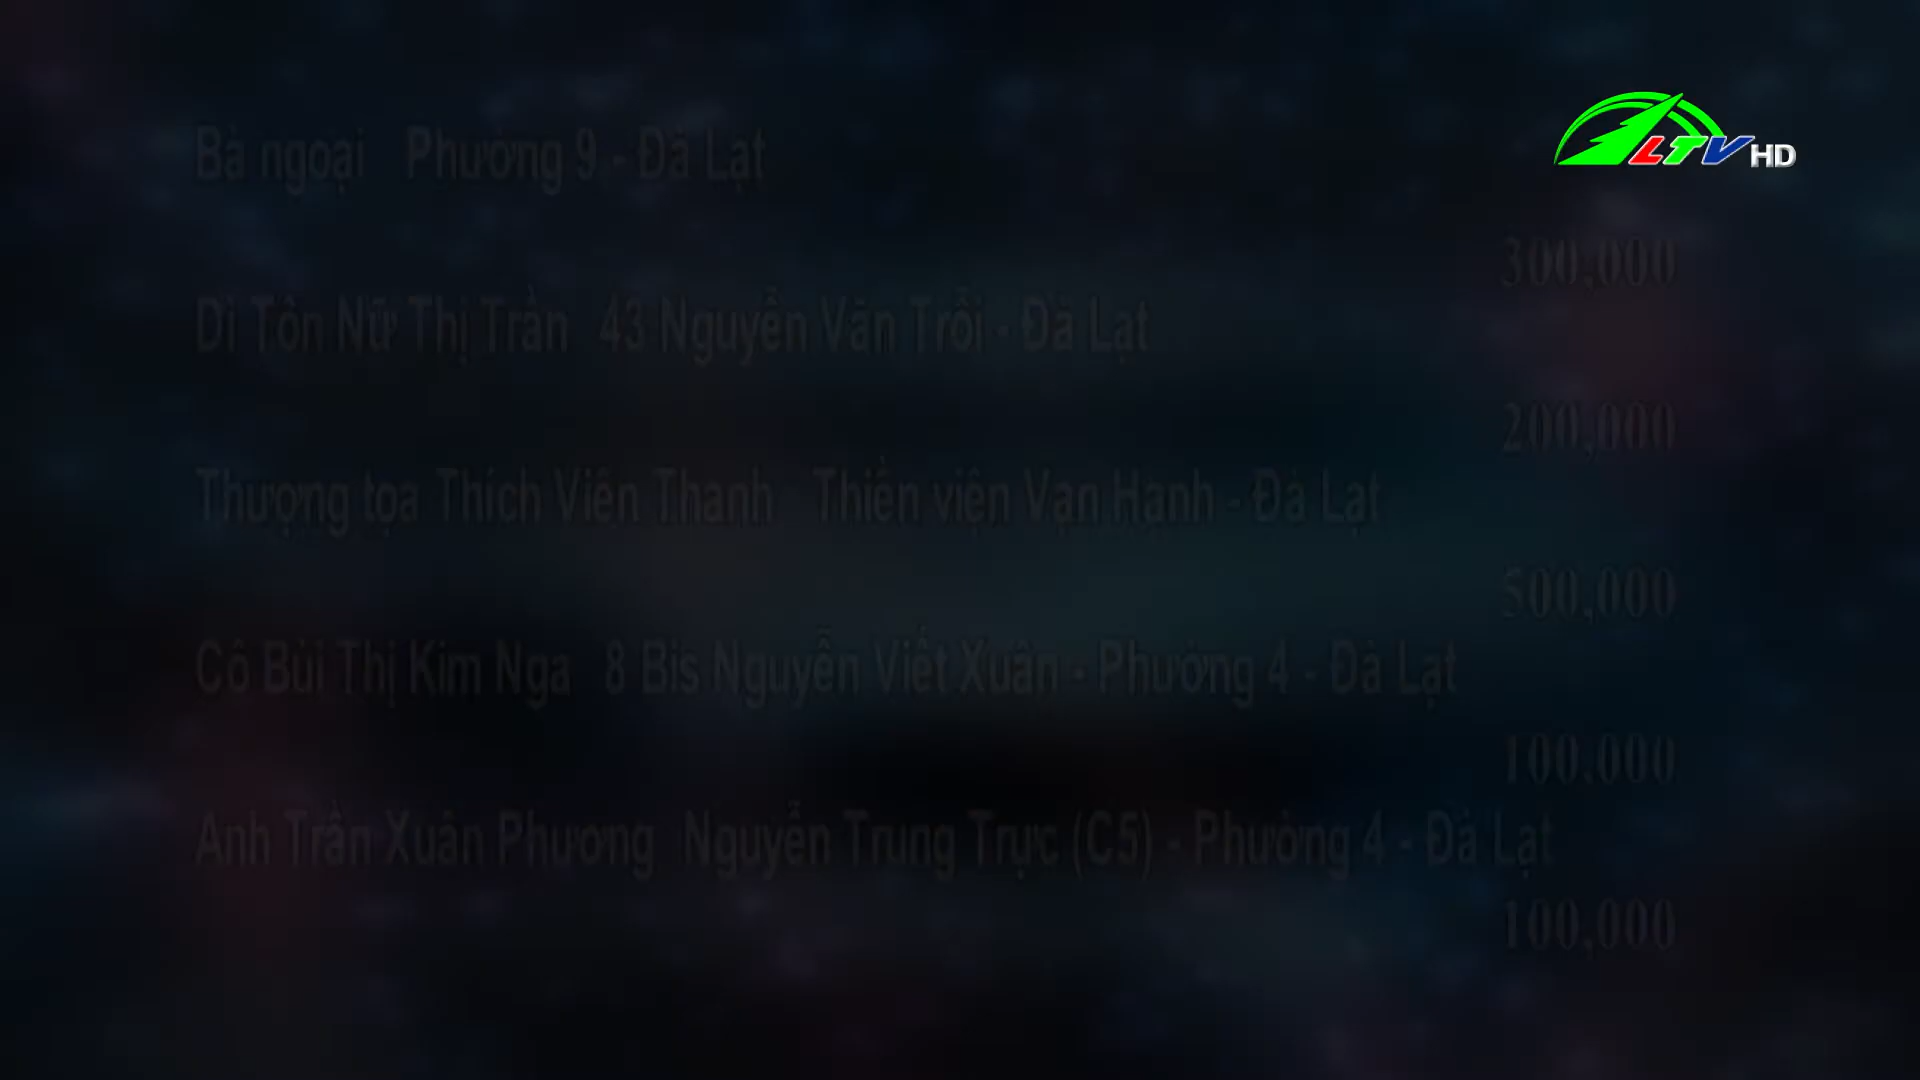 LTV HD
Bà ngoại Phường 9 - Đà Lạt
300,000
Dì Tôn Nữ Thị Trần 43 Nguyễn Văn Trỗi - Đà Lạt
200,000
Thượng tọa Thích Viên Thanh Thiền viện Vạn Hạnh - Đà Lạt
500,000
Cô Bùi Thị Kim Nga 8 Bis Nguyễn Viết Xuân - Phường 4 - Đà Lạt
100.000
Anh Trần Xuân Phương Nguyễn Trung Trực (C5) - Phường 4 - Đà Lạt
100,000